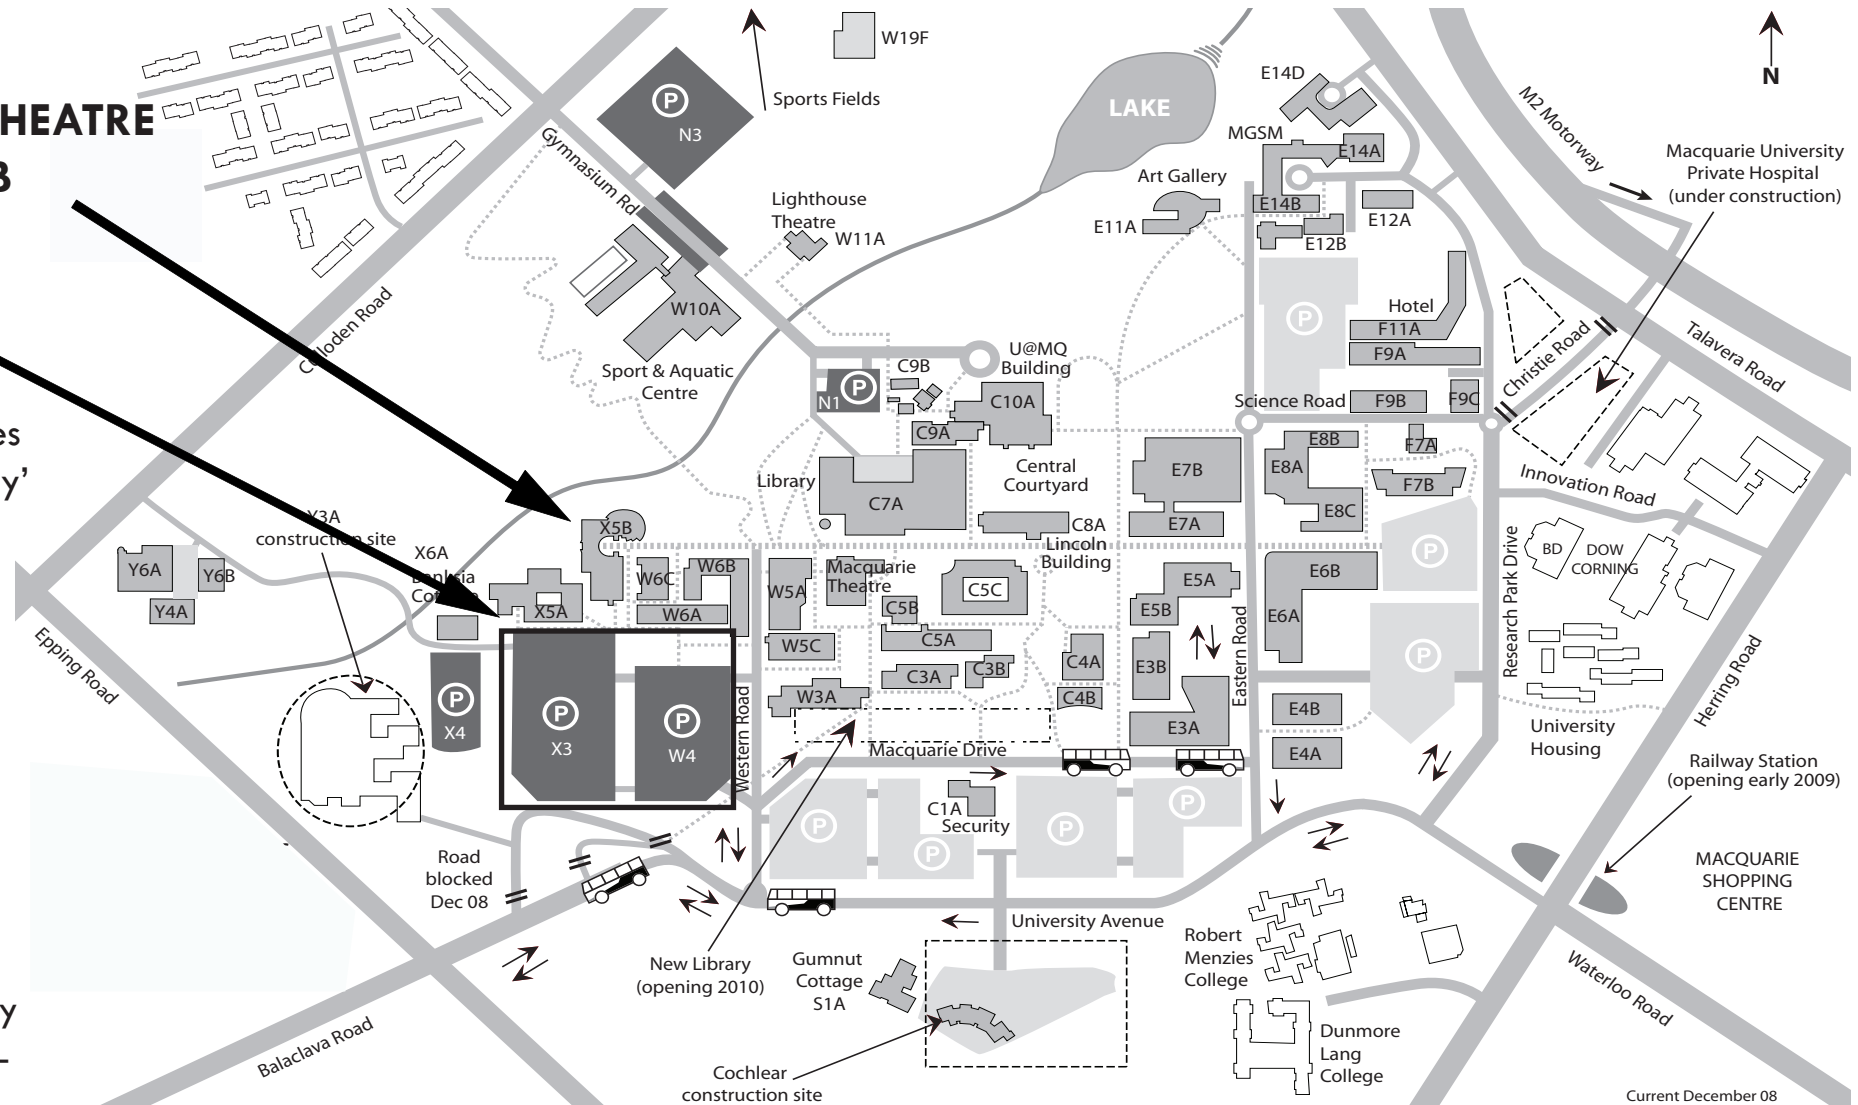 W19F
Sports Fields
N
HEATRE
B
P
N3
Gymnasium Rd
LAKE
E14D
MGSM
E14A
E14B
E12A
E12B
Art Gallery
E11A
M2 Motorway
Macquarie University
Private Hospital
(under construction)
Lighthouse
Theatre
W11A
W10A
Sport & Aquatic
Centre
Culloden Road
P
Hotel
F11A
F9A
F9B
F9C
Science Road
Christie Road
Talavera Road
U@MQ
Building
C9B
P
N1
C10A
C9A
Central
Courtyard
Library
C7A
C8A
Lincoln
Building
E7B
E7A
E8B
E8A
E8C
F7A
F7B
Innovation Road
es
y'
X3A
construction site
X6A
Banksia
Y6A
Y6B
Y4A
X5B
X5A
W6C
W6B
W6A
W5A
Macquarie
Theatre
C5B
C5C
W5C
C5A
C3A
C3B
W3A
C4A
C4B
E5A
E5B
E3B
E3A
E6B
E6A
E4B
E4A
P
P
Eastern Road
Research Park Drive
BD
DOW
CORNING
University
Housing
Herring Road
Railway Station
(opening early 2009)
MACQUARIE
SHOPPING
CENTRE
Epping Road
P
X4
P
X3
P
W4
Western Road
Macquarie Drive
C1A
Security
P
P
P
P
Road
blocked
Dec 08
University Avenue
New Library
(opening 2010)
Gumnut
Cottage
S1A
Robert
Menzies
College
Dunmore
Lang
College
Waterloo Road
Balaclava Road
Cochlear
construction site
y
–
Current December 08